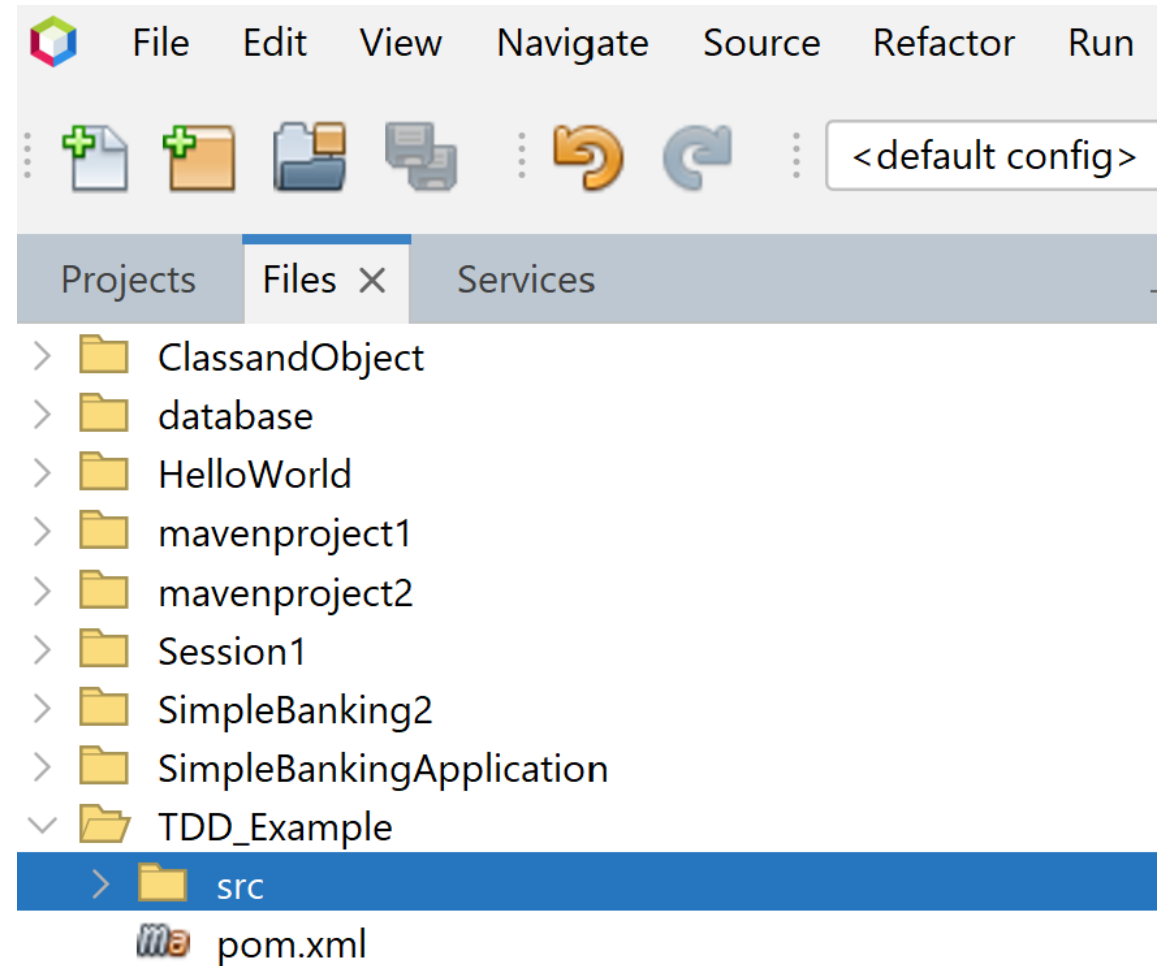 File Edit View Navigate Source Refactor Run
<default config>
Projects Files Services
ClassandObject
database
HelloWorld
mavenproject1
mavenproject2
Session1
SimpleBanking2
SimpleBankingApplication
TDD_Example
src
pom.xml